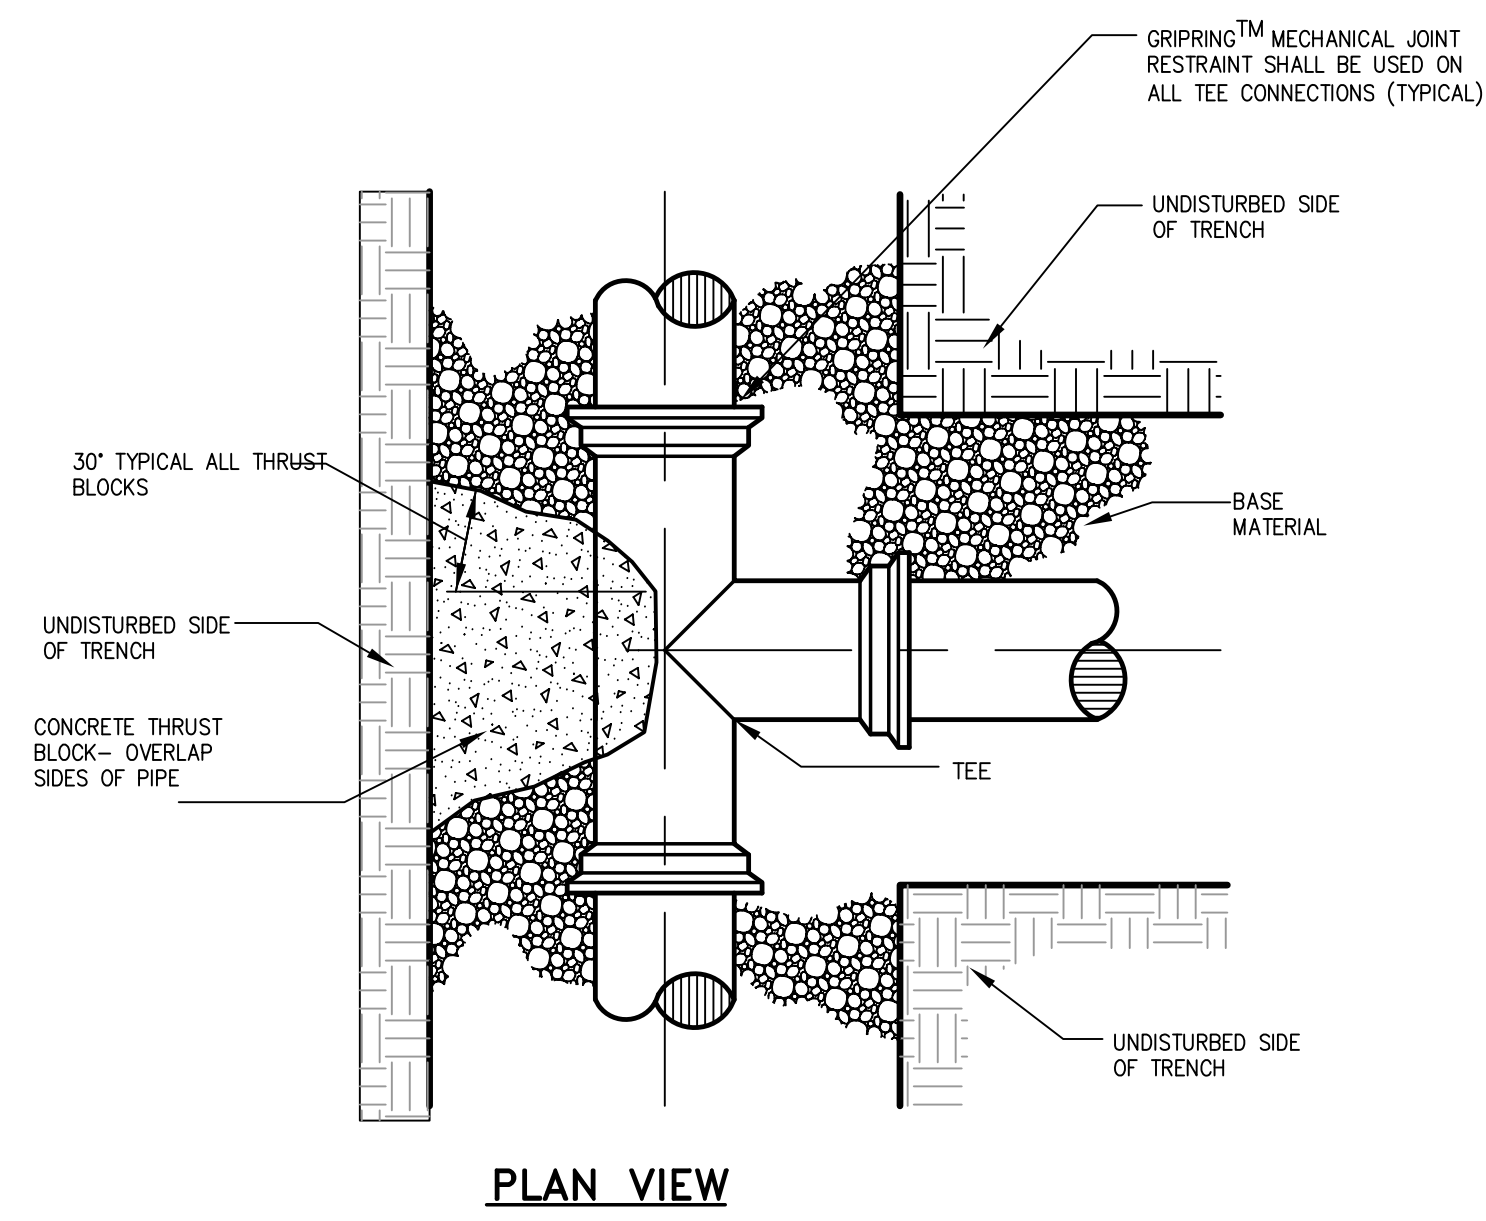 GRIPRING™ MECHANICAL JOINT
RESTRAINT SHALL BE USED ON
ALL TEE CONNECTIONS (TYPICAL)
UNDISTURBED SIDE
OF TRENCH
30° TYPICAL ALL THRUST
BLOCKS
BASE
MATERIAL
UNDISTURBED SIDE
OF TRENCH
CONCRETE THRUST
BLOCK– OVERLAP
SIDES OF PIPE
TEE
UNDISTURBED SIDE
OF TRENCH
PLAN VIEW